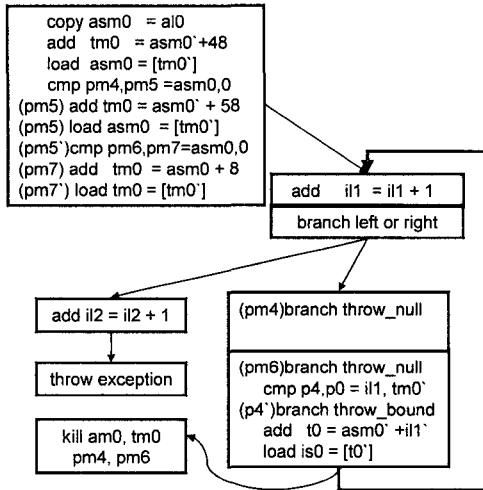 copy asm0 = al0
add tm0 = asm0`+48
load asm0 = [tm0`]
cmp pm4,pm5 =asm0,0
(pm5) add tm0 = asm0` + 58
(pm5) load asm0 = [tm0`]
(pm5`)cmp pm6,pm7=asm0,0
(pm7) add tm0 = asm0 + 8
(pm7`) load tm0 = [tm0`]
add il1 = il1 + 1
branch left or right
add il2 = il2 + 1
throw exception
(pm4)branch throw_null
(pm6)branch throw_null
cmp p4,p0 = il1, tm0`
(p4`)branch throw_bound
add t0 = asm0` +il1`
load is0 = [t0`]
kill am0, tm0
pm4, pm6